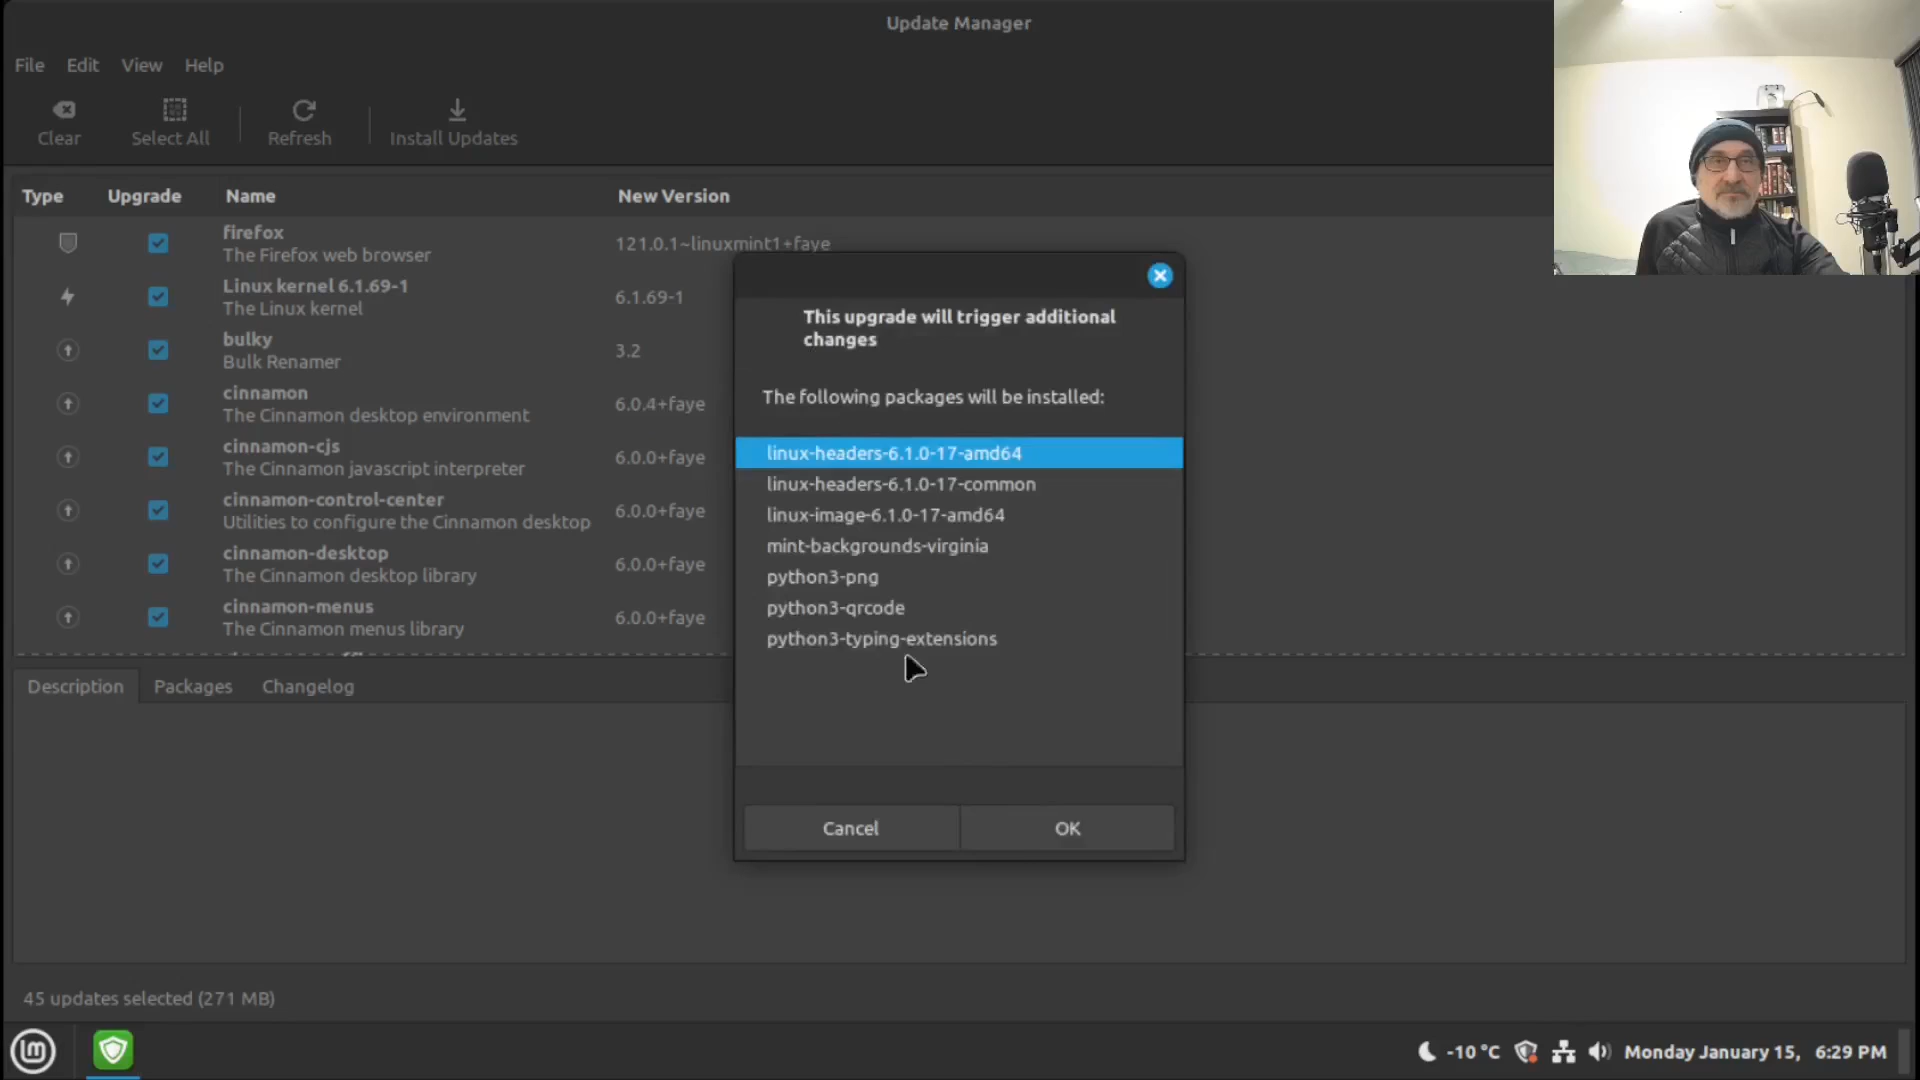 Update Manager
File Edit View Help
Clear Select All Refresh Install Updates
Type Upgrade Name New Version
firefox
The Firefox web browser
121.0.1~linuxmint1+faye
Linux kernel 6.1.69-1
The Linux kernel
6.1.69-1
bulky
Bulk Renamer
3.2
cinnamon
The Cinnamon desktop environment
6.0.4+faye
cinnamon-cjs
The Cinnamon javascript interpreter
6.0.0+faye
cinnamon-control-center
Utilities to configure the Cinnamon desktop
6.0.0+faye
cinnamon-desktop
The Cinnamon desktop library
6.0.0+faye
cinnamon-menus
The Cinnamon menus library
6.0.0+faye
This upgrade will trigger additional
changes
The following packages will be installed:
linux-headers-6.1.0-17-amd64
linux-headers-6.1.0-17-common
linux-image-6.1.0-17-amd64
mint-backgrounds-virginia
python3-png
python3-qrcode
python3-typing-extensions
Cancel OK
Description Packages Changelog
45 updates selected (271 MB)
-10 °C Monday January 15, 6:29 PM